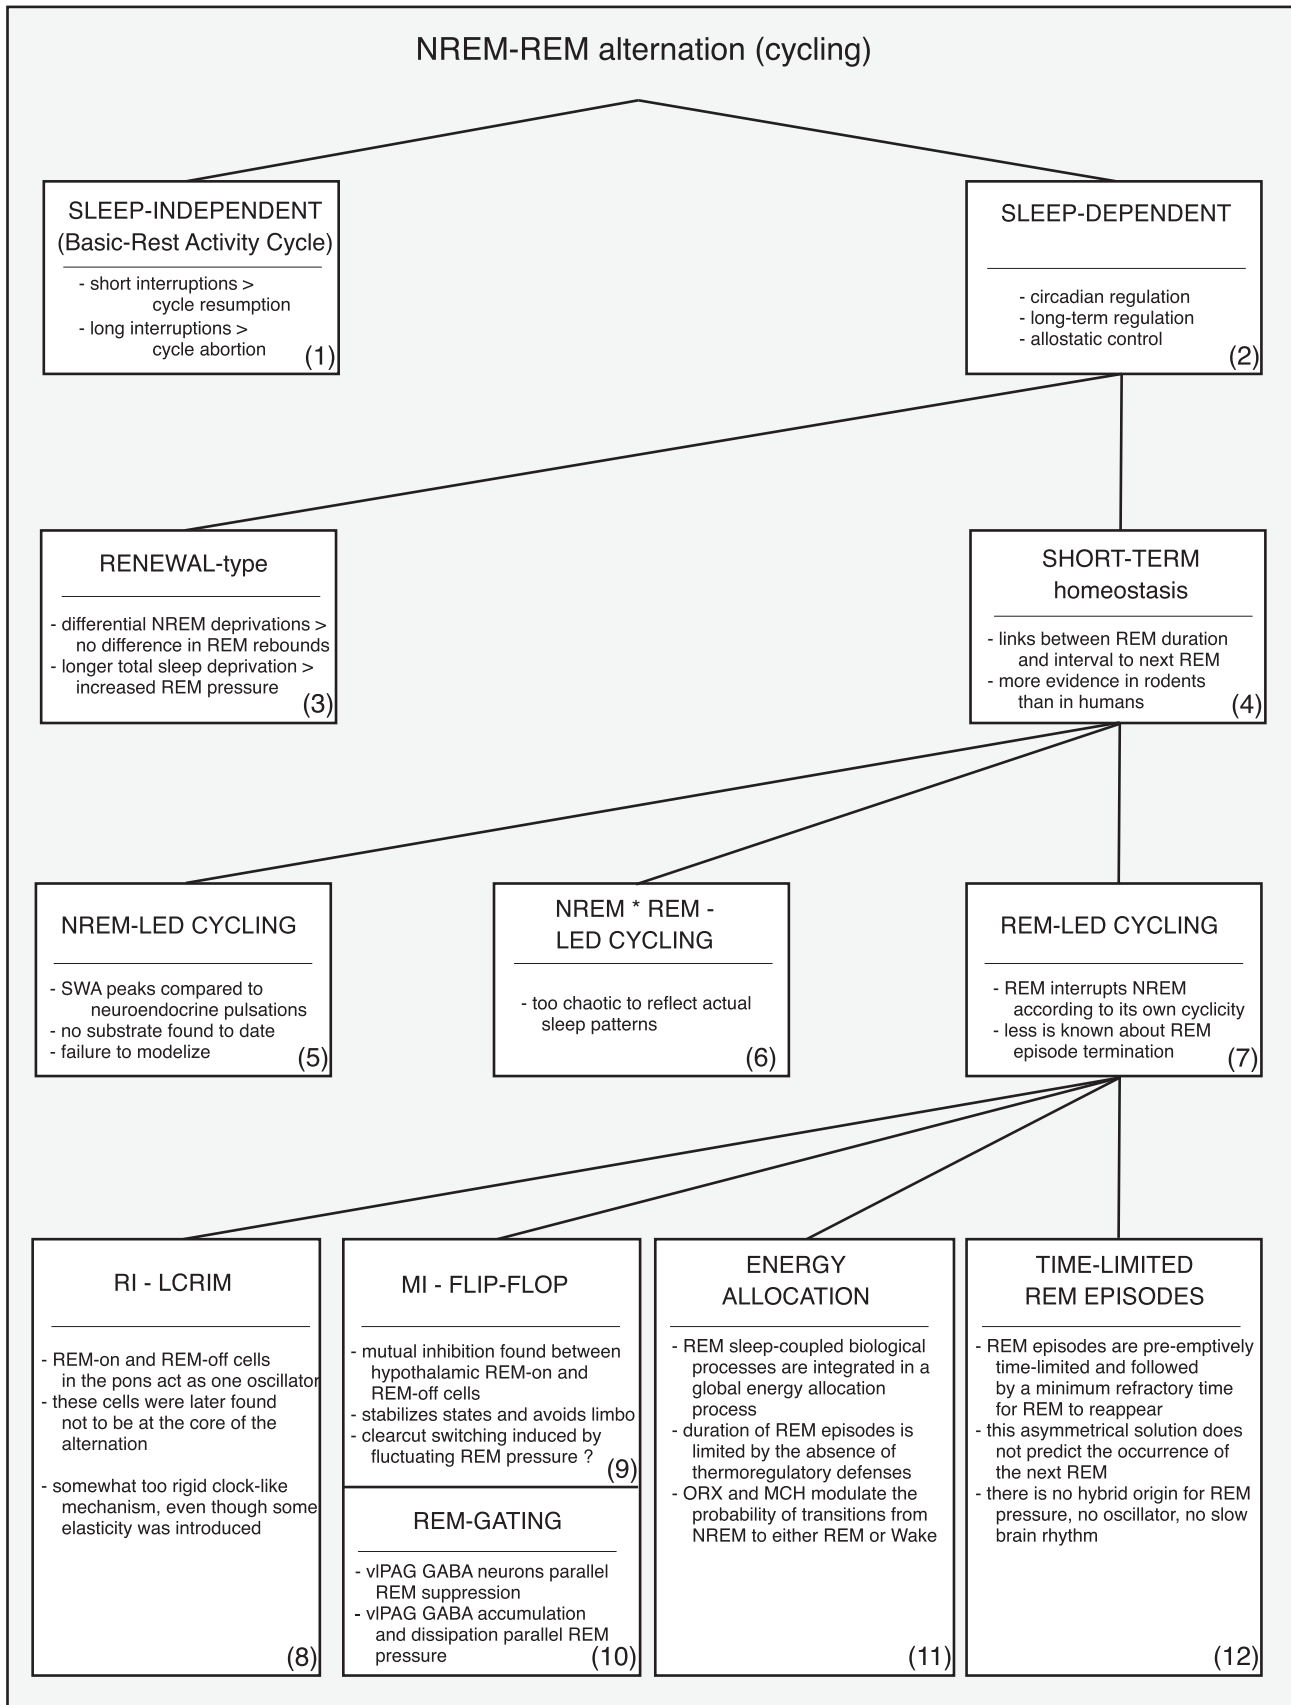 NREM-REM alternation (cycling)
SLEEP-INDEPENDENT
(Basic-Rest Activity Cycle)
- short interruptions >
cycle resumption
- long interruptions >
cycle abortion
(1)
SLEEP-DEPENDENT
- circadian regulation
- long-term regulation
- allostatic control
(2)
RENEWAL-type
- differential NREM deprivations >
no difference in REM rebounds
- longer total sleep deprivation >
increased REM pressure
(3)
SHORT-TERM
homeostasis
- links between REM duration
and interval to next REM
- more evidence in rodents
than in humans
(4)
NREM-LED CYCLING
- SWA peaks compared to
neuroendocrine pulsations
- no substrate found to date
- failure to modelize
(5)
NREM * REM -
LED CYCLING
- too chaotic to reflect actual
sleep patterns
(6)
REM-LED CYCLING
- REM interrupts NREM
according to its own cyclicity
- less is known about REM
episode termination
(7)
RI - LCRIM
- REM-on and REM-off cells
in the pons act as one oscillator
- these cells were later found
not to be at the core of the
alternation
- somewhat too rigid clock-like
mechanism, even though some
elasticity was introduced
(8)
MI - FLIP-FLOP
- mutual inhibition found between
hypothalamic REM-on and
REM-off cells
- stabilizes states and avoids limbo
- clearcut switching induced by
fluctuating REM pressure ?
(9)
REM-GATING
- vlPAG GABA neurons parallel
REM suppression
- vlPAG GABA accumulation
and dissipation parallel REM
pressure
(10)
ENERGY
ALLOCATION
- REM sleep-coupled biological
processes are integrated in a
global energy allocation
process
- duration of REM episodes is
limited by the absence of
thermoregulatory defenses
- ORX and MCH modulate the
probability of transitions from
NREM to either REM or Wake
(11)
TIME-LIMITED
REM EPISODES
- REM episodes are pre-emptively
time-limited and followed
by a minimum refractory time
for REM to reappear
- this asymmetrical solution does
not predict the occurrence of
the next REM
- there is no hybrid origin for REM
pressure, no oscillator, no slow
brain rhythm
(12)